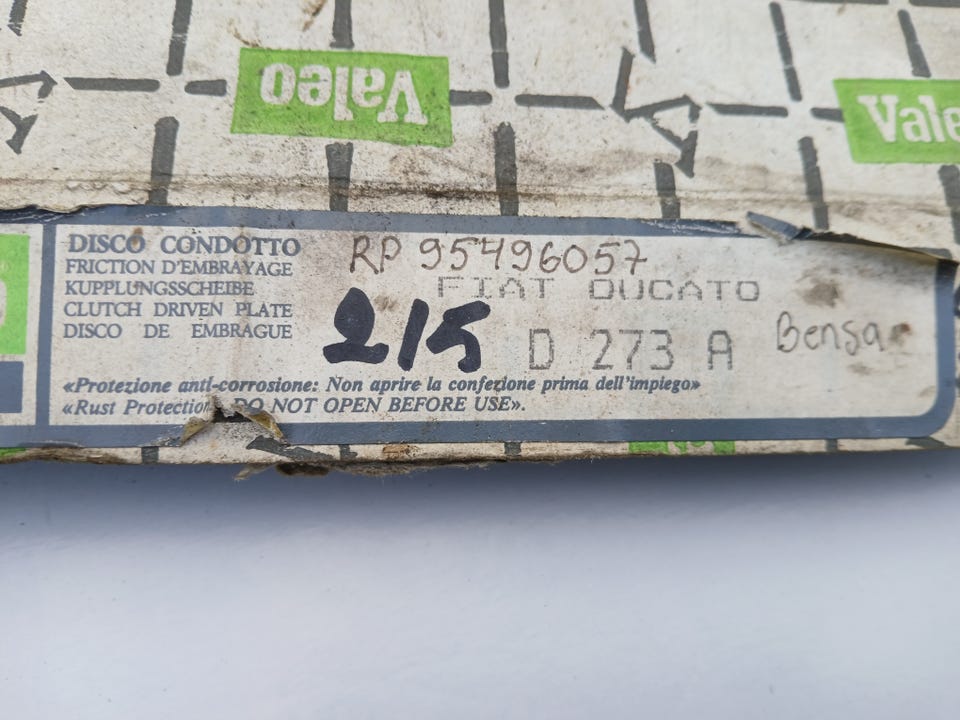 Valeo
Valeo
DISCO CONDOTTO
FRICTION D'EMBRAYAGE
KUPPLUNGSSCHEIBE
CLUTCH DRIVEN PLATE
DISCO DE EMBRAGUE
RP 95496057
FIAT DUCATO
215
D 273 A
Bensa
«Protezione anti-corrosione: Non aprire la confezione prima dell'impiego»
«Rust Protection DO NOT OPEN BEFORE USE».